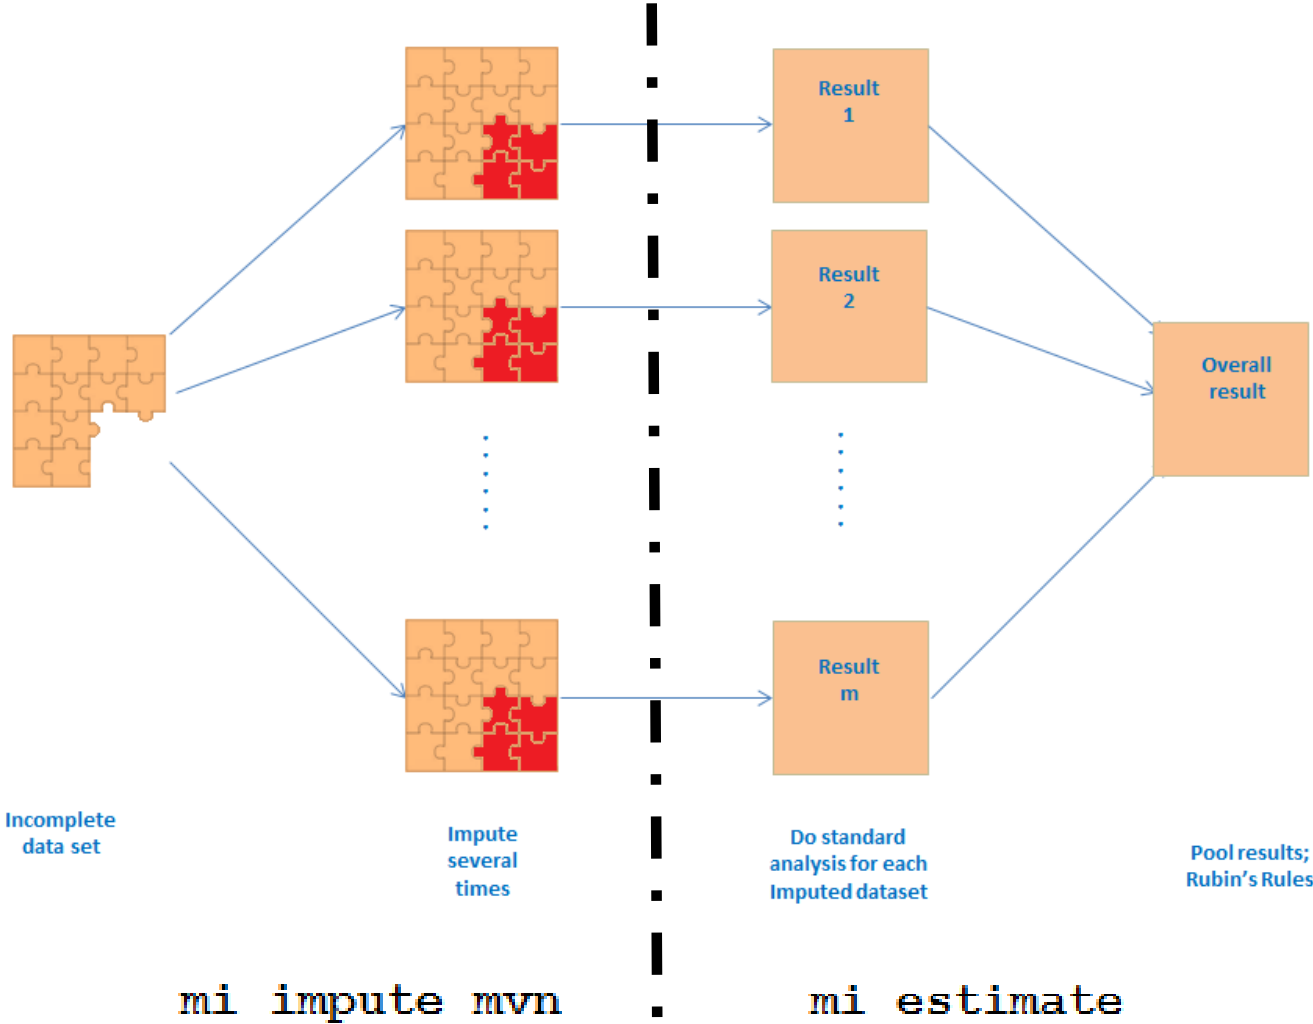 Result
1
Result
2
Overall
result
Result
m
Incomplete
data set
Impute
several
times
Do standard
analysis for each
Imputed dataset
Pool results;
Rubin's Rules
mi impute mvn
mi estimate